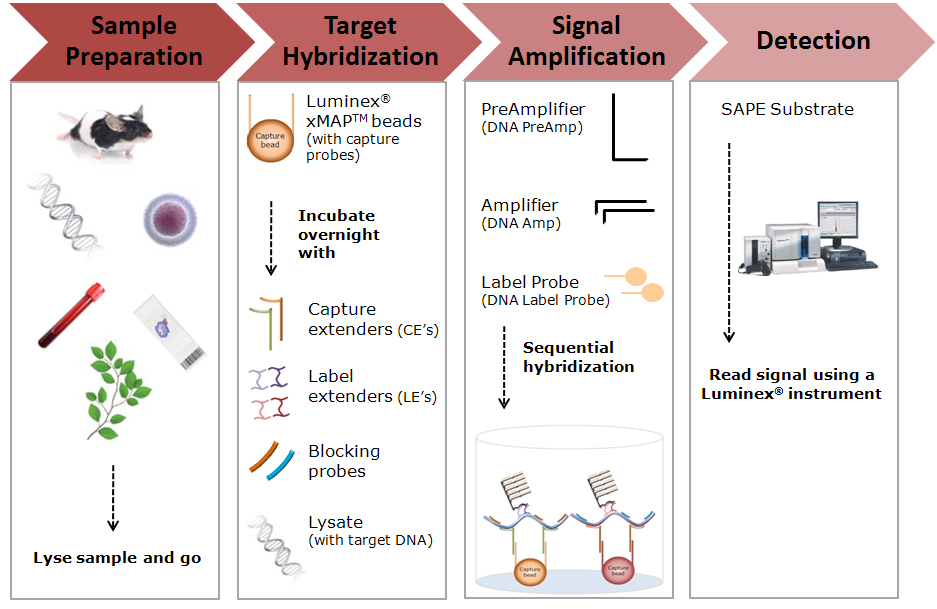 Sample
Preparation
Target
Hybridization
Signal
Amplification
Detection
Lyse sample and go
Capture
bead
Luminex®
xMAP™ beads
(with capture
probes)
Incubate
overnight
with
Capture
extenders (CE's)
Label
extenders (LE's)
Blocking
probes
Lysate
(with target DNA)
PreAmplifier
(DNA PreAmp)
Amplifier
(DNA Amp)
Label Probe
(DNA Label Probe)
Sequential
hybridization
Capture
bead
Capture
bead
SAPE Substrate
Read signal using a
Luminex® instrument